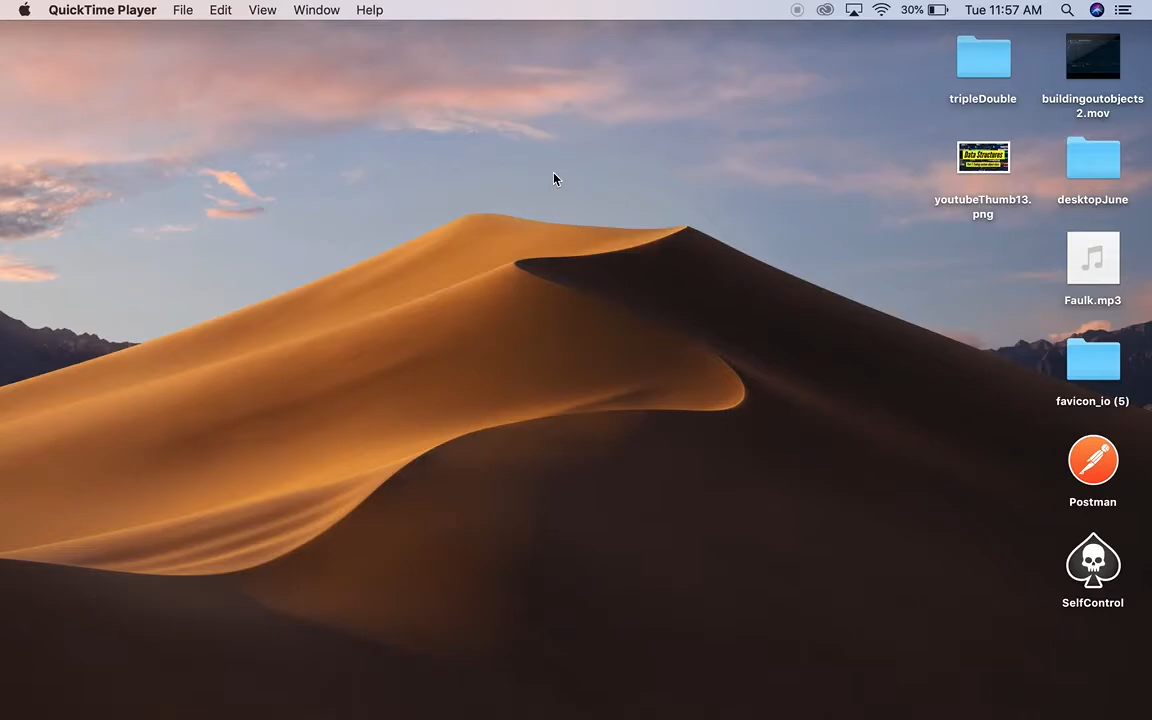 QuickTime Player File Edit View Window Help 30% Tue 11:57 AM
tripleDouble
buildingoutobjects
2.mov
Data Structures
youtubeThumb13.
png
desktopJune
Faulk.mp3
favicon_io (5)
Postman
SelfControl